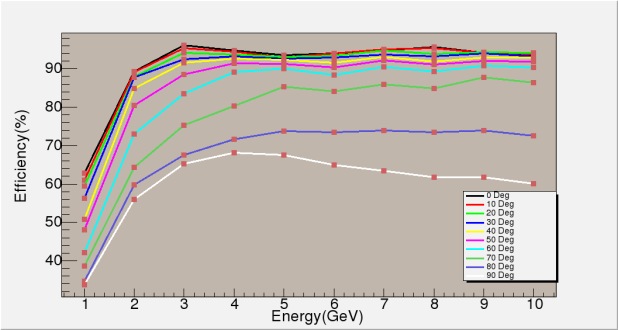 Efficiency(%)
90
80
70
60
50
40
1 2 3 4 5 6 7 8 9 10
Energy(GeV)
0 Deg
10 Deg
20 Deg
30 Deg
40 Deg
50 Deg
60 Deg
70 Deg
80 Deg
90 Deg